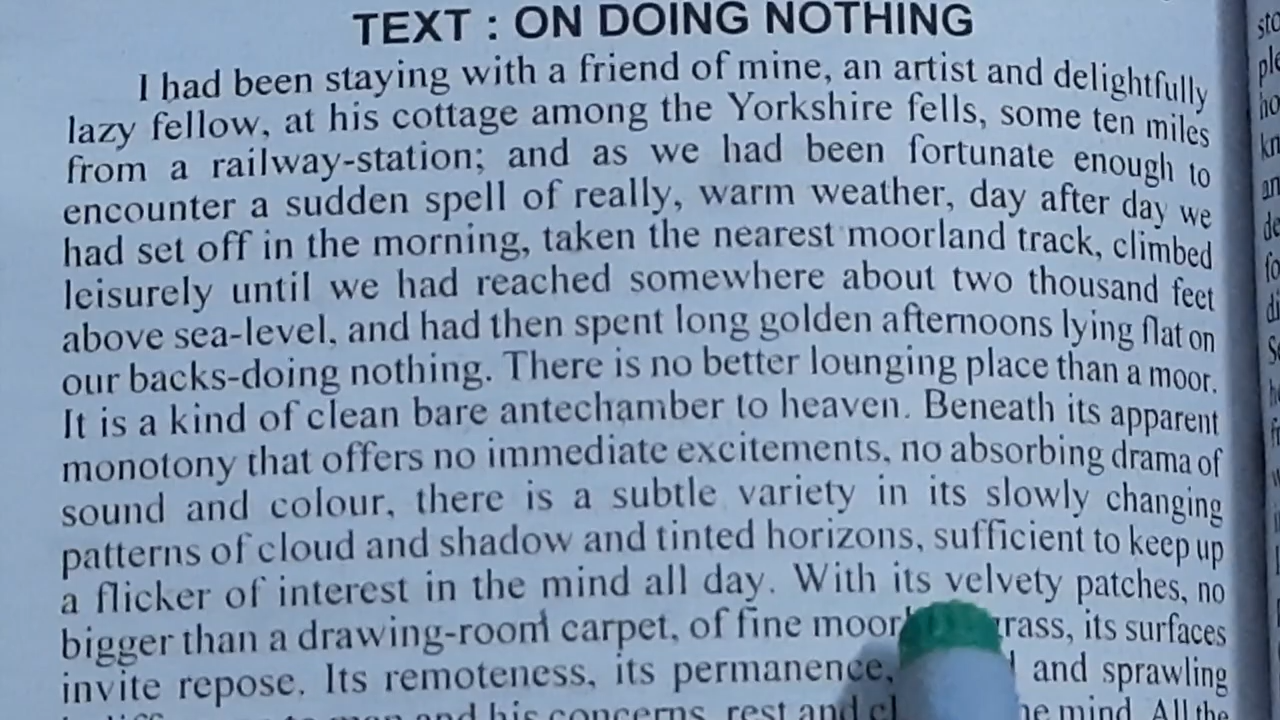 TEXT : ON DOING NOTHING
I had been staying with a friend of mine, an artist and delightfully
lazy fellow, at his cottage among the Yorkshire fells, some ten miles
from a railway-station; and as we had been fortunate enough to
encounter a sudden spell of really, warm weather, day after day we
had set off in the morning, taken the nearest moorland track, climbed
leisurely until we had reached somewhere about two thousand feet
above sea-level, and had then spent long golden afternoons lying flat on
our backs-doing nothing. There is no better lounging place than a moor.
It is a kind of clean bare antechamber to heaven. Beneath its apparent
monotony that offers no immediate excitements, no absorbing drama of
sound and colour, there is a subtle variety in its slowly changing
patterns of cloud and shadow and tinted horizons, sufficient to keep up
a flicker of interest in the mind all day. With its velvety patches, no
bigger than a drawing-room carpet, of fine its surfaces
invite repose. Its remoteness, its permanence, and sprawling
and his concerns, rest and mind. All the